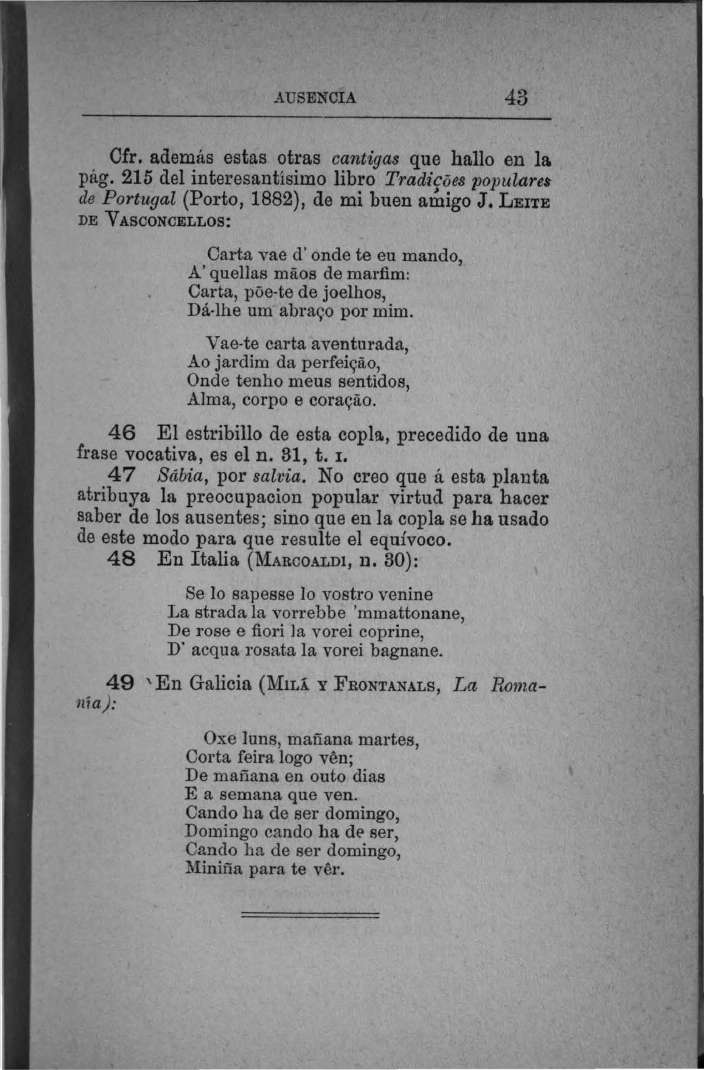 AUSENCIA 43
Cfr. además estas otras cantigas que hallo en la
pág. 215 del interesantísimo libro Tradições populares
de Portugal (Porto, 1882), de mi buen amigo J. LEITE
DE VASCONCELLOS:
Carta vae d' onde te eu mando,
A' quellas mãos de marfim:
Carta, põe-te de joelhos,
Dá-lhe um abraço por mim.
Vae-te carta aventurada,
Ao jardim da perfeição,
Onde tenho meus sentidos,
Alma, corpo e coração.
46 El estribillo de esta copla, precedido de una
frase vocativa, es el n. 31, t. I.
47 Sábia, por salvia. No creo que á esta planta
atribuya la preocupacion popular virtud para hacer
saber de los ausentes; sino que en la copla se ha usado
de este modo para que resulte el equívoco.
48 En Italia (MARCOALDI, n. 30):
Se lo sapesse lo vostro venine
La strada la vorrebbe 'mmattonane,
De rose e fiori la vorei coprine,
D' acqua rosata la vorei bagnane.
49 En Galicia (MILÁ Y FRONTANALS, La Roma-
nía):
Oxe luns, mañana martes,
Corta feira logo vên;
De mañana en outo dias
E a semana que ven.
Cando ha de ser domingo,
Domingo cando ha de ser,
Cando ha de ser domingo,
Miniña para te vêr.